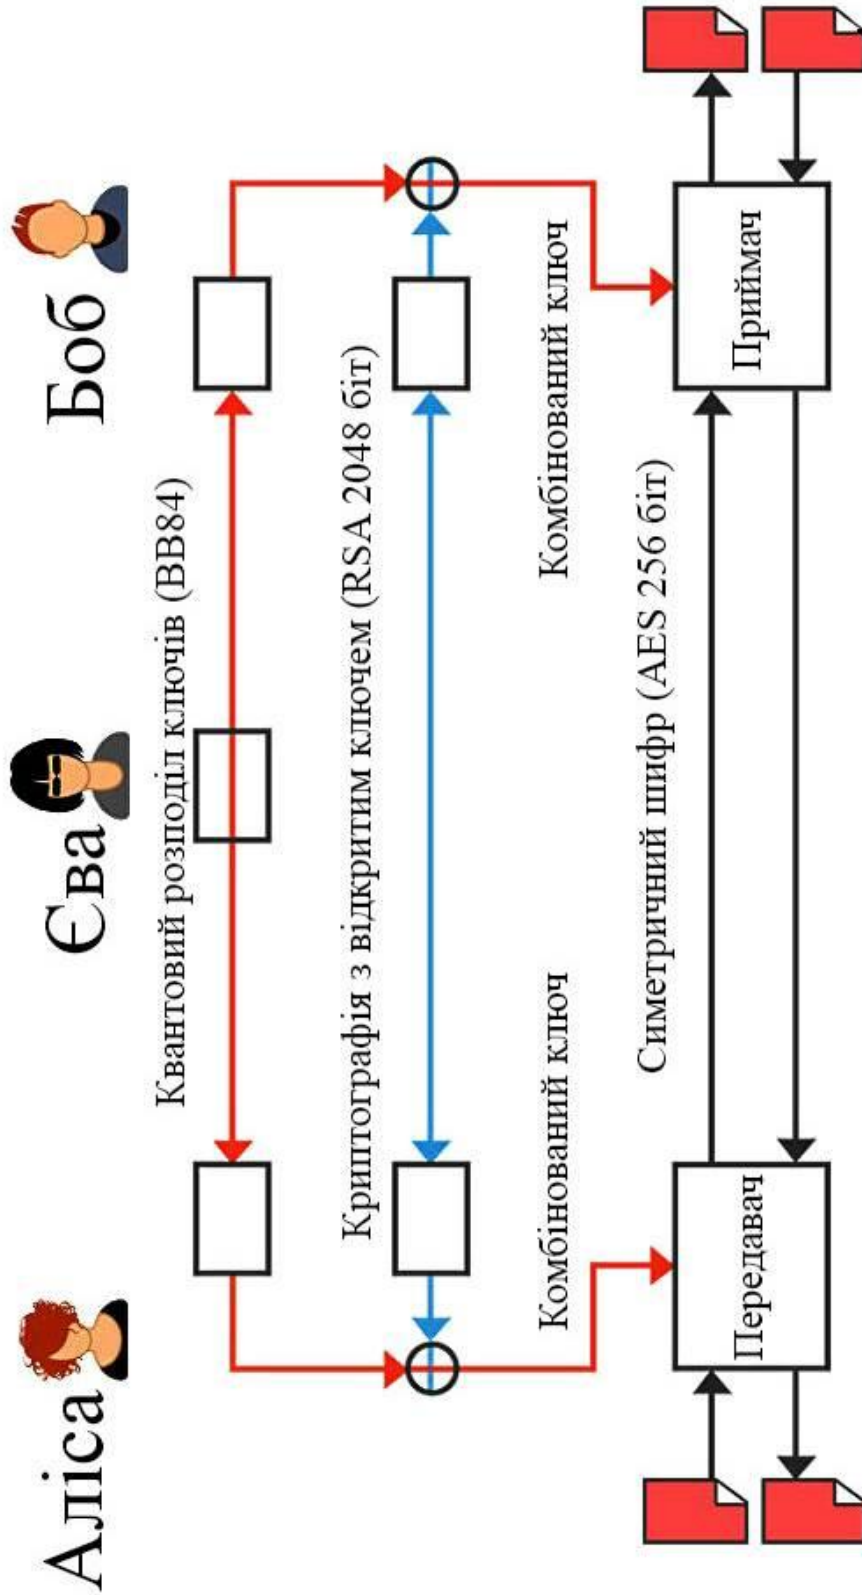 Аліса
Єва
Боб
Квантовий розподіл ключів (BB84)
Криптографія з відкритим ключем (RSA 2048 біт)
Комбінований ключ
Комбінований ключ
Симетричний шифр (AES 256 біт)
Передавач
Приймач